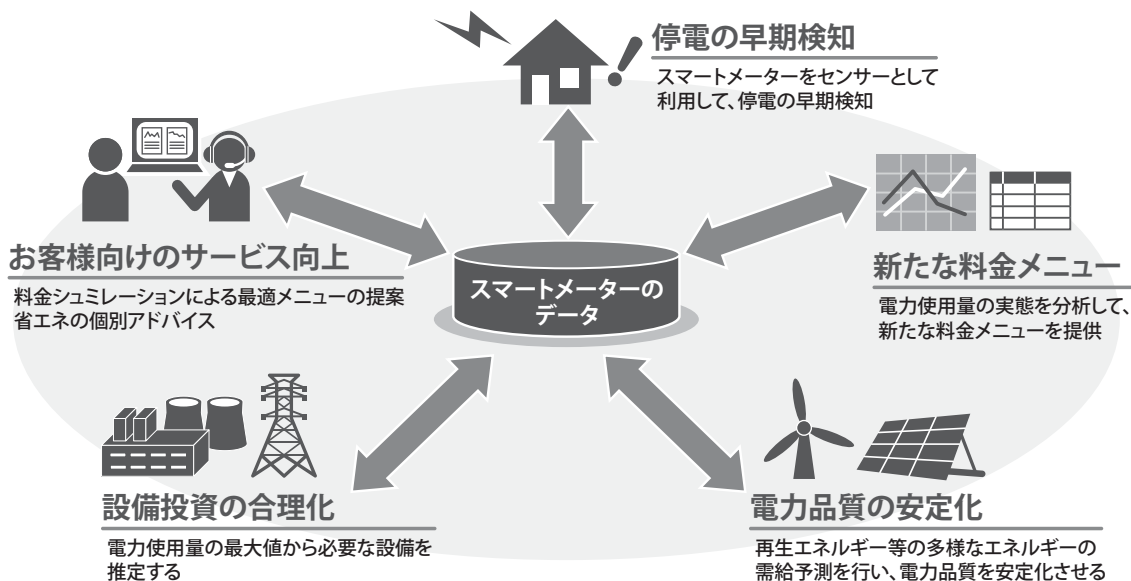 停電の早期検知
スマートメーターをセンサーとして
利用して、停電の早期検知
お客様向けのサービス向上
料金シュミレーションによる最適メニューの提案
省エネの個別アドバイス
スマートメーターの
データ
新たな料金メニュー
電力使用量の実態を分析して、
新たな料金メニューを提供
設備投資の合理化
電力使用量の最大値から必要な設備を
推定する
電力品質の安定化
再生エネルギー等の多様なエネルギーの
需給予測を行い、電力品質を安定化させる